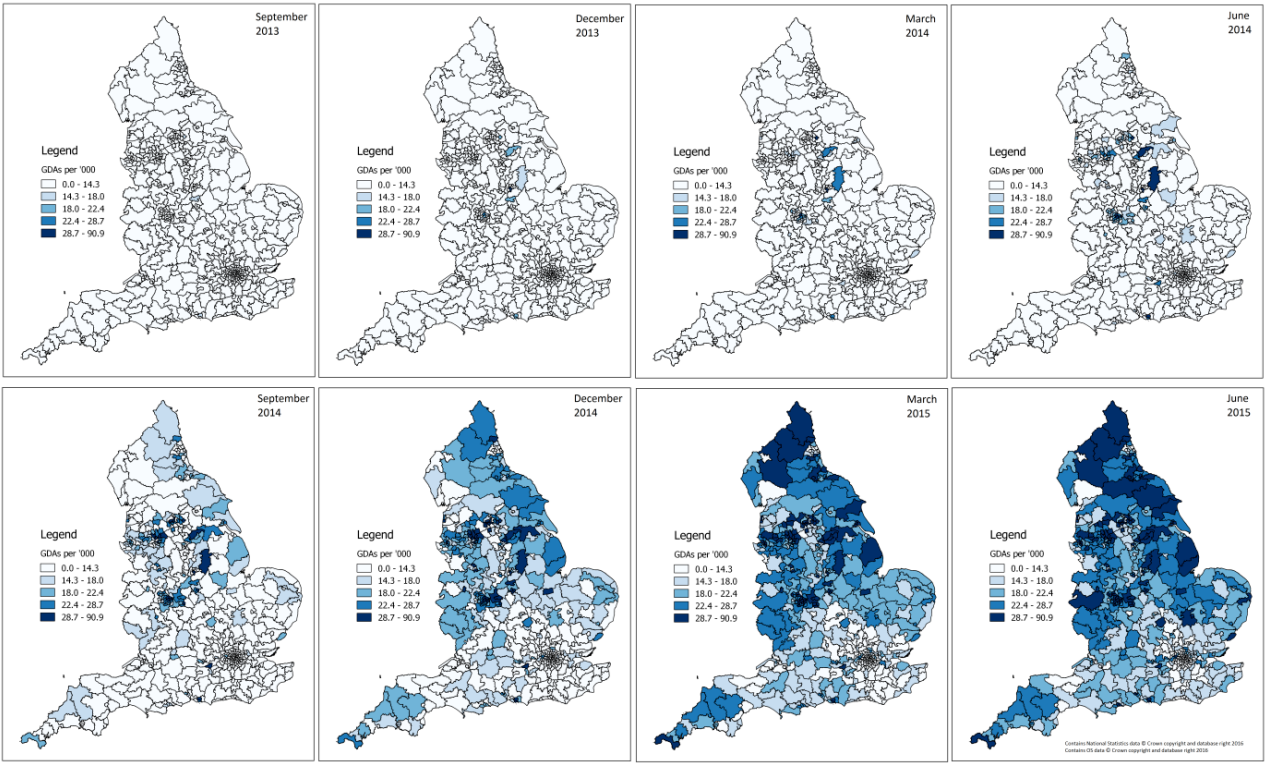 September
2013
Legend
GDAs per '000
0.0 - 14.3
14.3 - 18.0
18.0 - 22.4
22.4 - 28.7
28.7 - 90.9
December
2013
Legend
GDAs per '000
0.0 - 14.3
14.3 - 18.0
18.0 - 22.4
22.4 - 28.7
28.7 - 90.9
March
2014
Legend
GDAs per '000
0.0 - 14.3
14.3 - 18.0
18.0 - 22.4
22.4 - 28.7
28.7 - 90.9
June
2014
Legend
GDAs per '000
0.0 - 14.3
14.3 - 18.0
18.0 - 22.4
22.4 - 28.7
28.7 - 90.9
September
2014
Legend
GDAs per '000
0.0 - 14.3
14.3 - 18.0
18.0 - 22.4
22.4 - 28.7
28.7 - 90.9
December
2014
Legend
GDAs per '000
0.0 - 14.3
14.3 - 18.0
18.0 - 22.4
22.4 - 28.7
28.7 - 90.9
March
2015
Legend
GDAs per '000
0.0 - 14.3
14.3 - 18.0
18.0 - 22.4
22.4 - 28.7
28.7 - 90.9
June
2015
Legend
GDAs per '000
0.0 - 14.3
14.3 - 18.0
18.0 - 22.4
22.4 - 28.7
28.7 - 90.9
Contains National Statistics data © Crown copyright and database right 2016
Contains OS data © Crown copyright and database right 2016